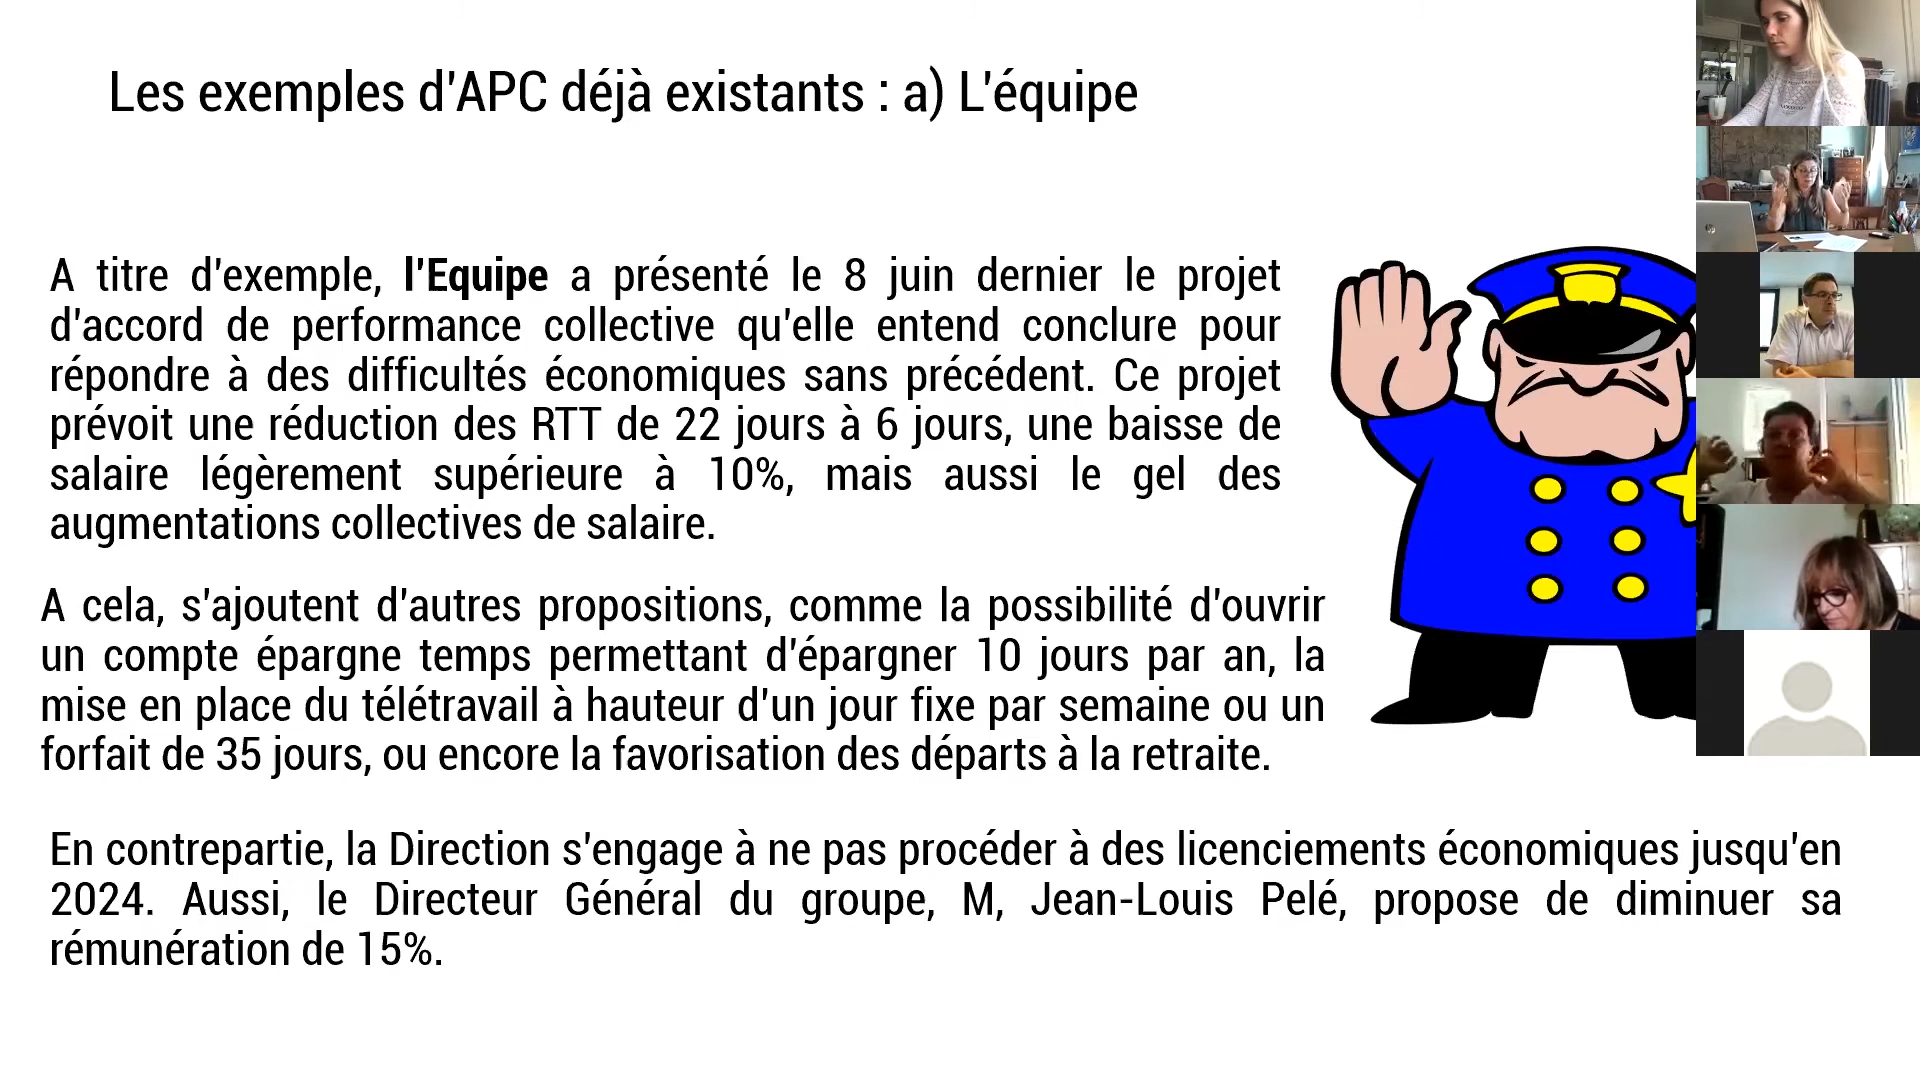 Les exemples d'APC déjà existants : a) L'équipe
A titre d'exemple, l'Equipe a présenté le 8 juin dernier le projet
d'accord de performance collective qu'elle entend conclure pour
répondre à des difficultés économiques sans précédent. Ce projet
prévoit une réduction des RTT de 22 jours à 6 jours, une baisse de
salaire légèrement supérieure à 10%, mais aussi le gel des
augmentations collectives de salaire.
A cela, s'ajoutent d'autres propositions, comme la possibilité d'ouvrir
un compte épargne temps permettant d'épargner 10 jours par an, la
mise en place du télétravail à hauteur d'un jour fixe par semaine ou un
forfait de 35 jours, ou encore la favorisation des départs à la retraite.
En contrepartie, la Direction s'engage à ne pas procéder à des licenciements économiques jusqu'en
2024. Aussi, le Directeur Général du groupe, M, Jean-Louis Pelé, propose de diminuer sa
rémunération de 15%.